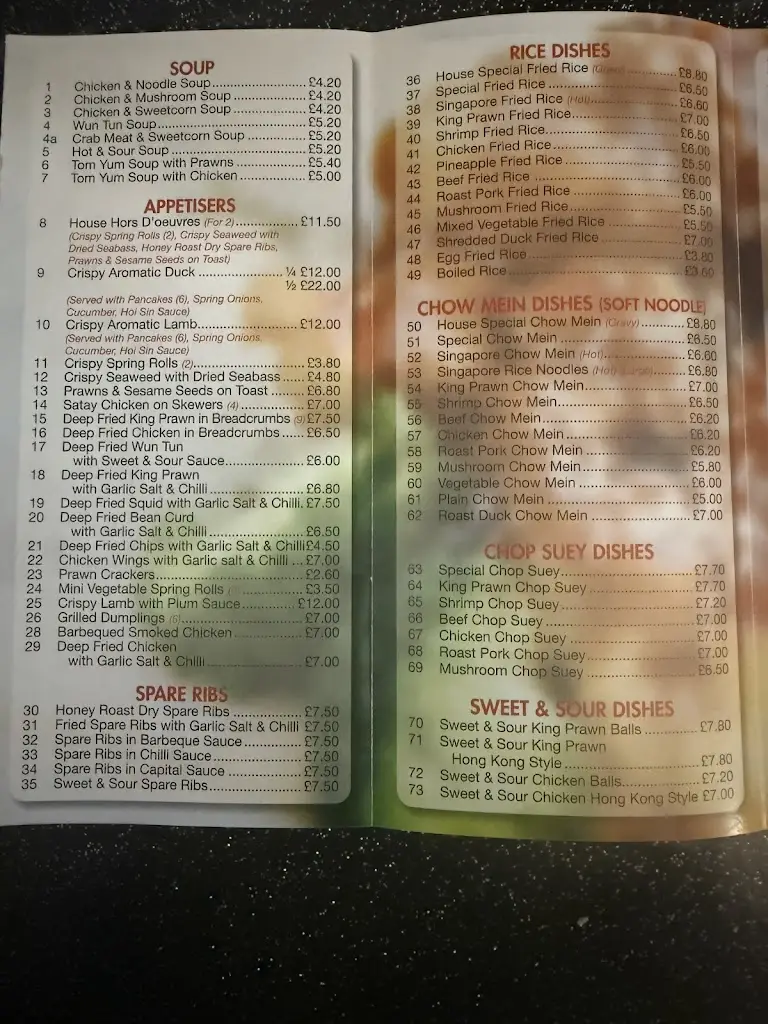 SOUP
1 Chicken & Noodle Soup £4.20
2 Chicken & Mushroom Soup £4.20
3 Chicken & Sweetcorn Soup £4.20
4 Wun Tun Soup £5.20
4a Crab Meat & Sweetcorn Soup £5.20
5 Hot & Sour Soup £5.20
6 Tom Yum Soup with Prawns £5.40
7 Tom Yum Soup with Chicken £5.00
APPETISERS
8 House Hors D'oeuvres (For 2) £11.50
(Crispy Spring Rolls (2), Crispy Seaweed with
Dried Seabass, Honey Roast Dry Spare Ribs,
Prawns & Sesame Seeds on Toast)
9 Crispy Aromatic Duck ¼ £12.00
½ £22.00
(Served with Pancakes (6), Spring Onions,
Cucumber, Hoi Sin Sauce)
10 Crispy Aromatic Lamb £12.00
(Served with Pancakes (6), Spring Onions,
Cucumber, Hoi Sin Sauce)
11 Crispy Spring Rolls (2) £3.80
12 Crispy Seaweed with Dried Seabass £4.80
13 Prawns & Sesame Seeds on Toast £6.80
14 Satay Chicken on Skewers (4) £7.00
15 Deep Fried King Prawn in Breadcrumbs (9) £7.50
16 Deep Fried Chicken in Breadcrumbs £6.50
17 Deep Fried Wun Tun
with Sweet & Sour Sauce £6.00
18 Deep Fried King Prawn
with Garlic Salt & Chilli £6.80
19 Deep Fried Squid with Garlic Salt & Chilli. £7.50
20 Deep Fried Bean Curd
with Garlic Salt & Chilli £6.50
21 Deep Fried Chips with Garlic Salt & Chilli £4.50
22 Chicken Wings with Garlic salt & Chilli £7.00
23 Prawn Crackers £2.60
24 Mini Vegetable Spring Rolls £3.50
25 Crispy Lamb with Plum Sauce £12.00
26 Grilled Dumplings (6) £7.00
28 Barbequed Smoked Chicken £7.00
29 Deep Fried Chicken
with Garlic Salt & Chilli £7.00
SPARE RIBS
30 Honey Roast Dry Spare Ribs £7.50
31 Fried Spare Ribs with Garlic Salt & Chilli £7.50
32 Spare Ribs in Barbeque Sauce £7.50
33 Spare Ribs in Chilli Sauce £7.50
34 Spare Ribs in Capital Sauce £7.50
35 Sweet & Sour Spare Ribs £7.50
RICE DISHES
36 House Special Fried Rice (Gravy) £8.80
37 Special Fried Rice £6.50
38 Singapore Fried Rice (Hot) £6.60
39 King Prawn Fried Rice £7.00
40 Shrimp Fried Rice £6.50
41 Chicken Fried Rice £6.00
42 Pineapple Fried Rice £5.50
43 Beef Fried Rice £6.00
44 Roast Pork Fried Rice £6.00
45 Mushroom Fried Rice £5.50
46 Mixed Vegetable Fried Rice £5.50
47 Shredded Duck Fried Rice £7.00
48 Egg Fried Rice £3.80
49 Boiled Rice £3.60
CHOW MEIN DISHES (SOFT NOODLE)
50 House Special Chow Mein (Gravy) £8.80
51 Special Chow Mein £6.50
52 Singapore Chow Mein (Hot) £6.60
53 Singapore Rice Noodles £6.80
54 King Prawn Chow Mein £7.00
55 Shrimp Chow Mein £6.50
56 Beef Chow Mein £6.20
57 Chicken Chow Mein £6.20
58 Roast Pork Chow Mein £6.20
59 Mushroom Chow Mein £5.80
60 Vegetable Chow Mein £6.00
61 Plain Chow Mein £5.00
62 Roast Duck Chow Mein £7.00
CHOP SUEY DISHES
63 Special Chop Suey £7.70
64 King Prawn Chop Suey £7.70
65 Shrimp Chop Suey £7.20
66 Beef Chop Suey £7.00
67 Chicken Chop Suey £7.00
68 Roast Pork Chop Suey £7.00
69 Mushroom Chop Suey £6.50
SWEET & SOUR DISHES
70 Sweet & Sour King Prawn Balls £7.80
71 Sweet & Sour King Prawn
Hong Kong Style £7.80
72 Sweet & Sour Chicken Balls £7.20
73 Sweet & Sour Chicken Hong Kong Style £7.00